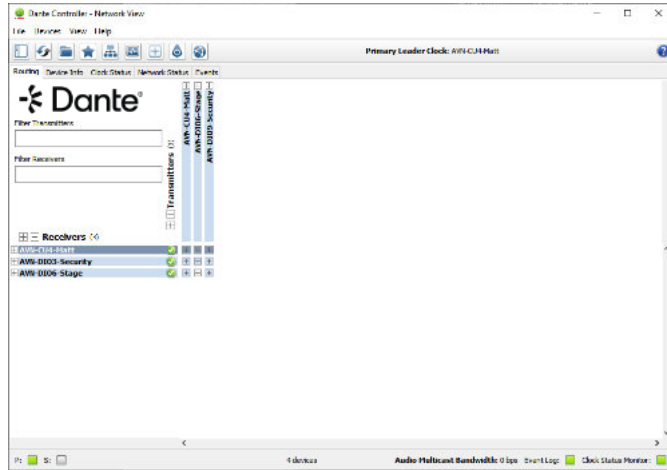 Dante Controller - Network View
File Devices View Help
Primary Leader Clock: AVN-CU4-Matt
?
Routing Device Info Clock Status Network Status Events
Dante
Filter Transmitters
Filter Receivers
Transmitters
AVN-CU4-Matt
AVN-DIO6-Stage
Receivers
AVN-CU4-Matt
AVN-DIO3-Security
AVN-DIO6-Stage
P: S: 4 devices Audio Multicast Bandwidth: 0 bps Event Log: Clock Status Monitor: